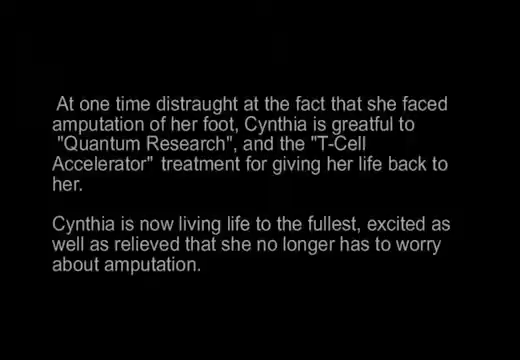 At one time distraught at the fact that she faced
amputation of her foot, Cynthia is greatful to
"Quantum Research", and the "T-Cell
Accelerator" treatment for giving her life back to
her.
Cynthia is now living life to the fullest, excited as
well as relieved that she no longer has to worry
about amputation.